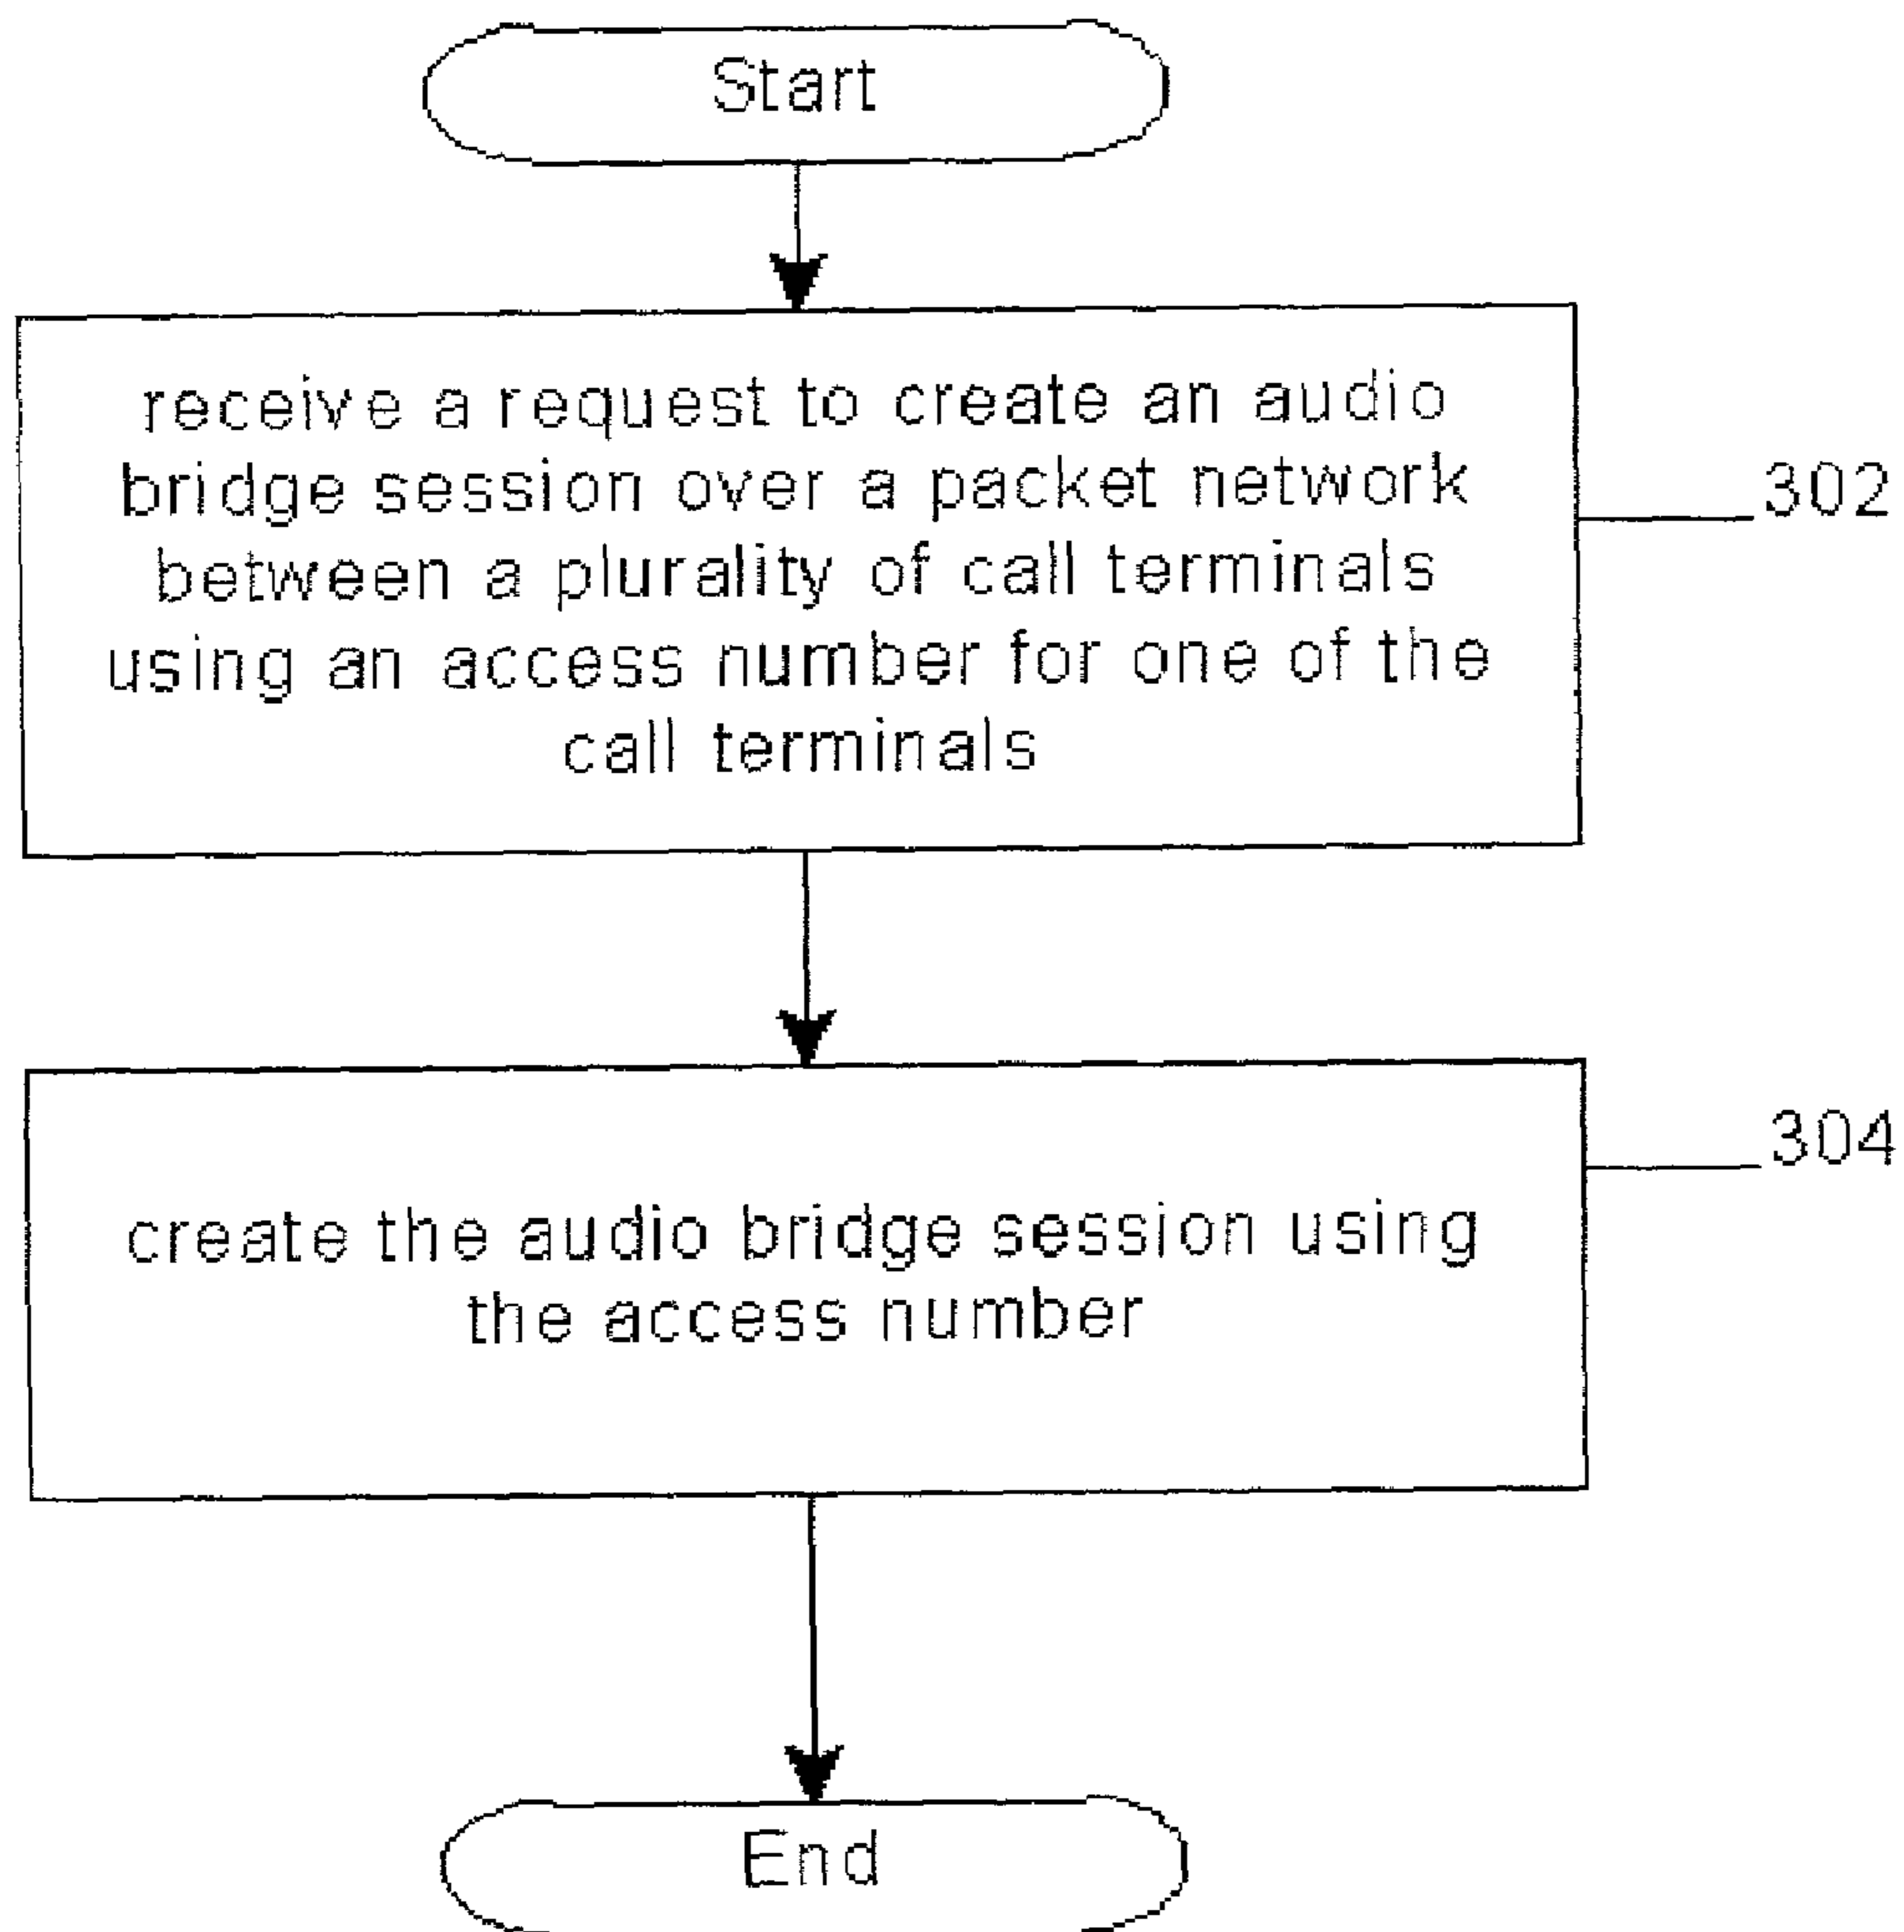 Start
receive a request to create an audio
bridge session over a packet network
between a plurality of call terminals
using an access number for one of the
call terminals
302
create the audio bridge session using
the access number
304
End